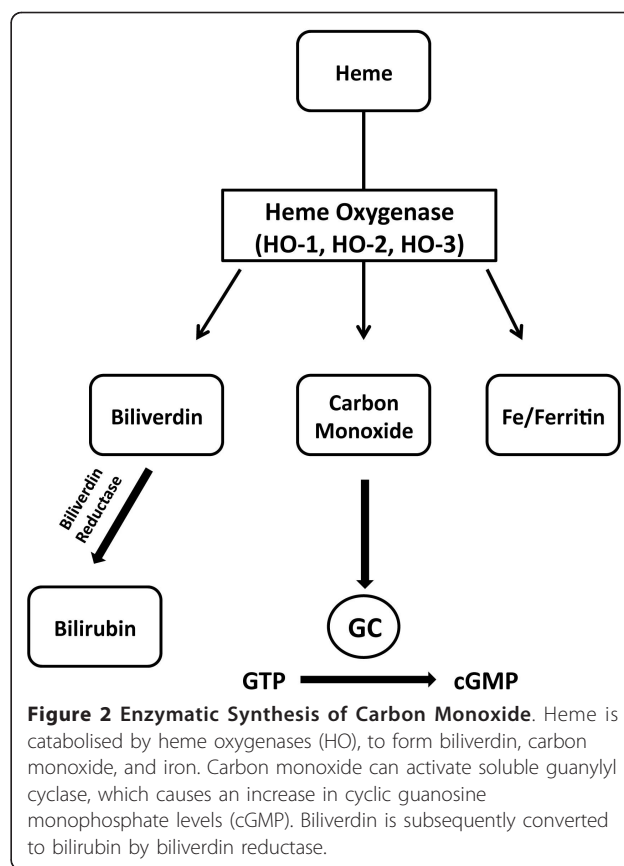 Heme
Heme Oxygenase
(HO-1, HO-2, HO-3)
Biliverdin
Carbon
Monoxide
Fe/Ferritin
Biliverdin
Reductase
Bilirubin
GC
GTP
cGMP
Figure 2 Enzymatic Synthesis of Carbon Monoxide. Heme is
catabolised by heme oxygenases (HO), to form biliverdin, carbon
monoxide, and iron. Carbon monoxide can activate soluble guanylyl
cyclase, which causes an increase in cyclic guanosine
monophosphate levels (cGMP). Biliverdin is subsequently converted
to bilirubin by biliverdin reductase.